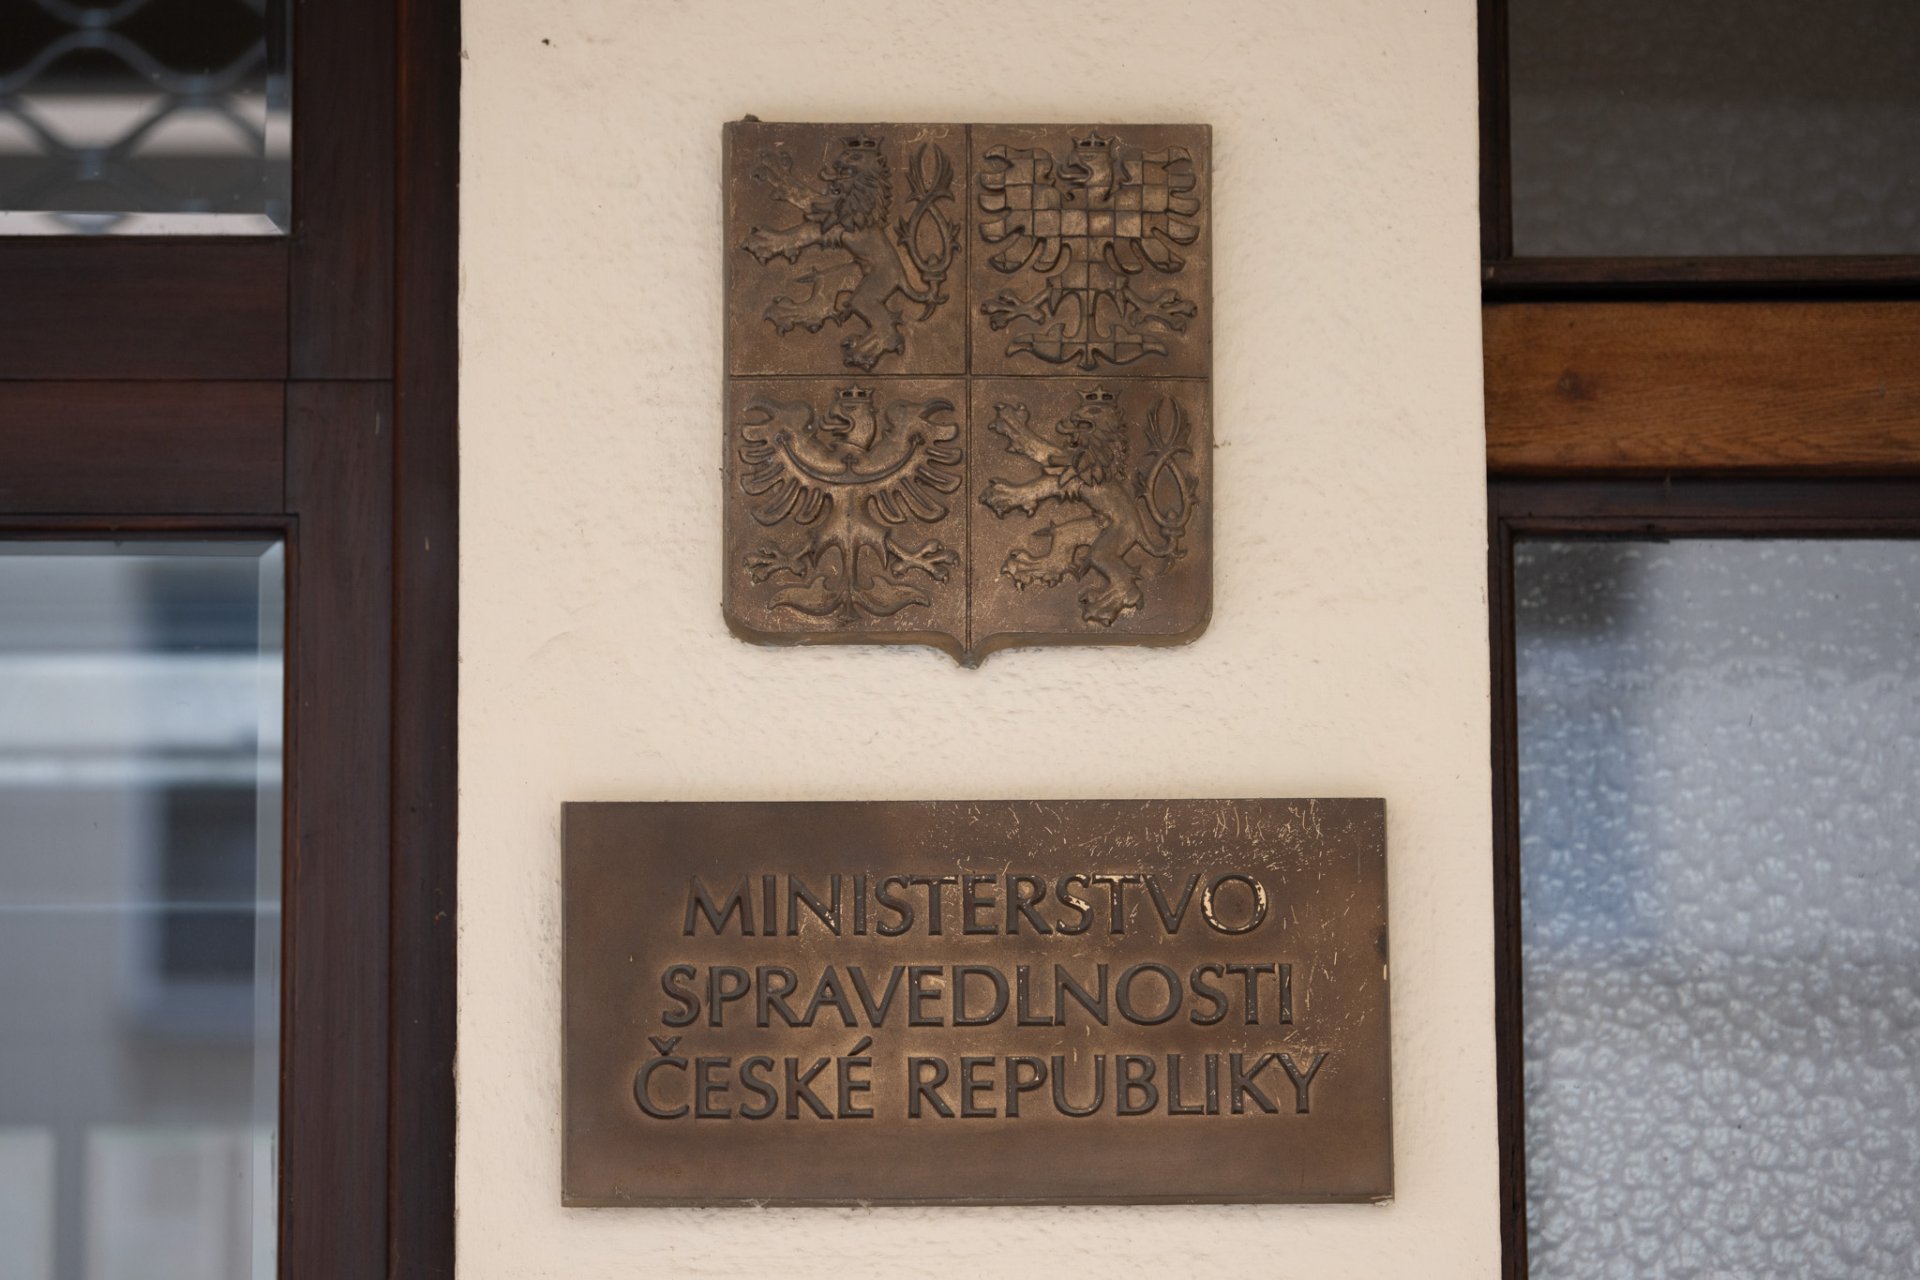 MINISTERSTVO
SPRAVEDLNOSTI
ČESKÉ REPUBLIKY